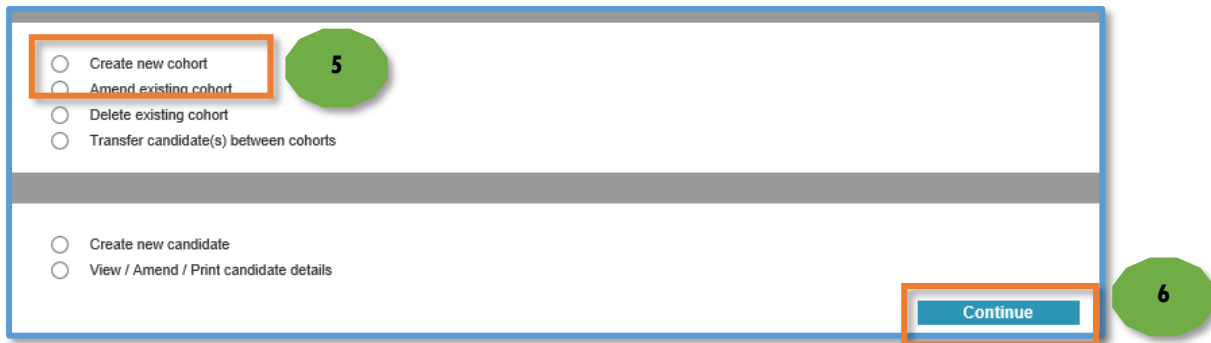 Create new cohort
5
Amend existing cohort
Delete existing cohort
Transfer candidate(s) between cohorts
Create new candidate
View / Amend / Print candidate details
Continue
6